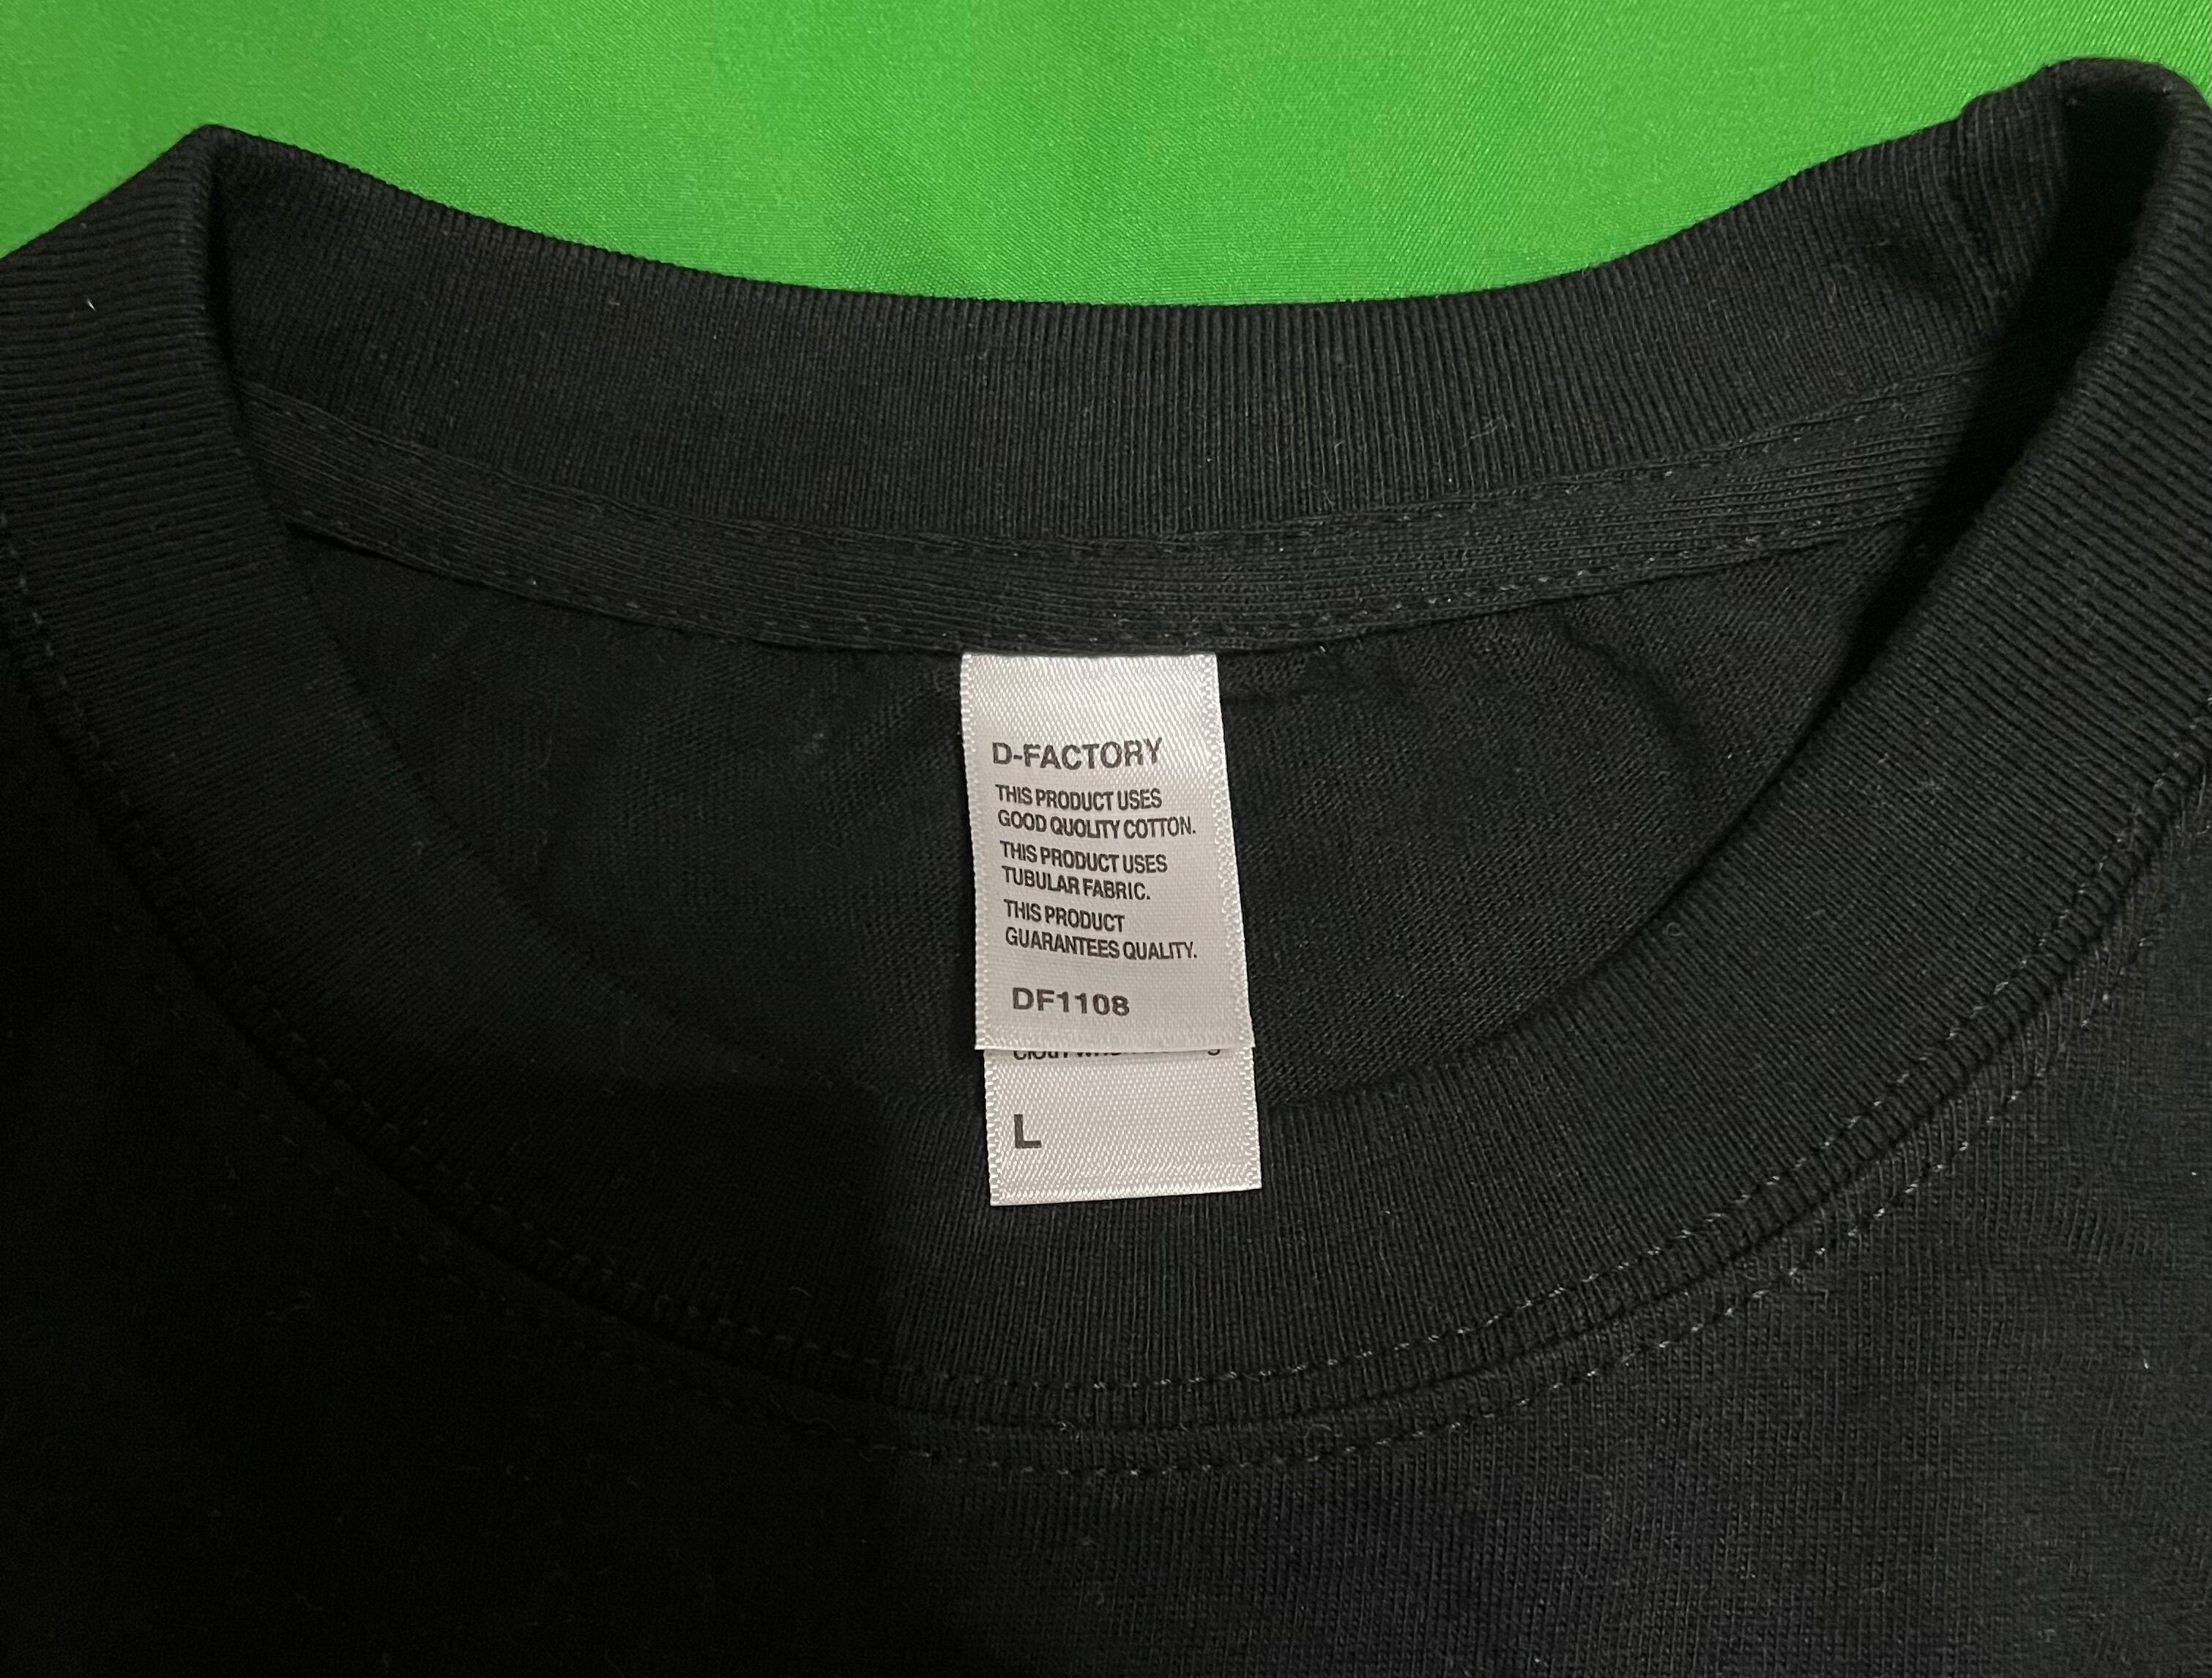 D-FACTORY
THIS PRODUCT USES
GOOD QUOLITY COTTON.
THIS PRODUCT USES
TUBULAR FABRIC.
THIS PRODUCT
GUARANTEES QUALITY.
DF1108
L